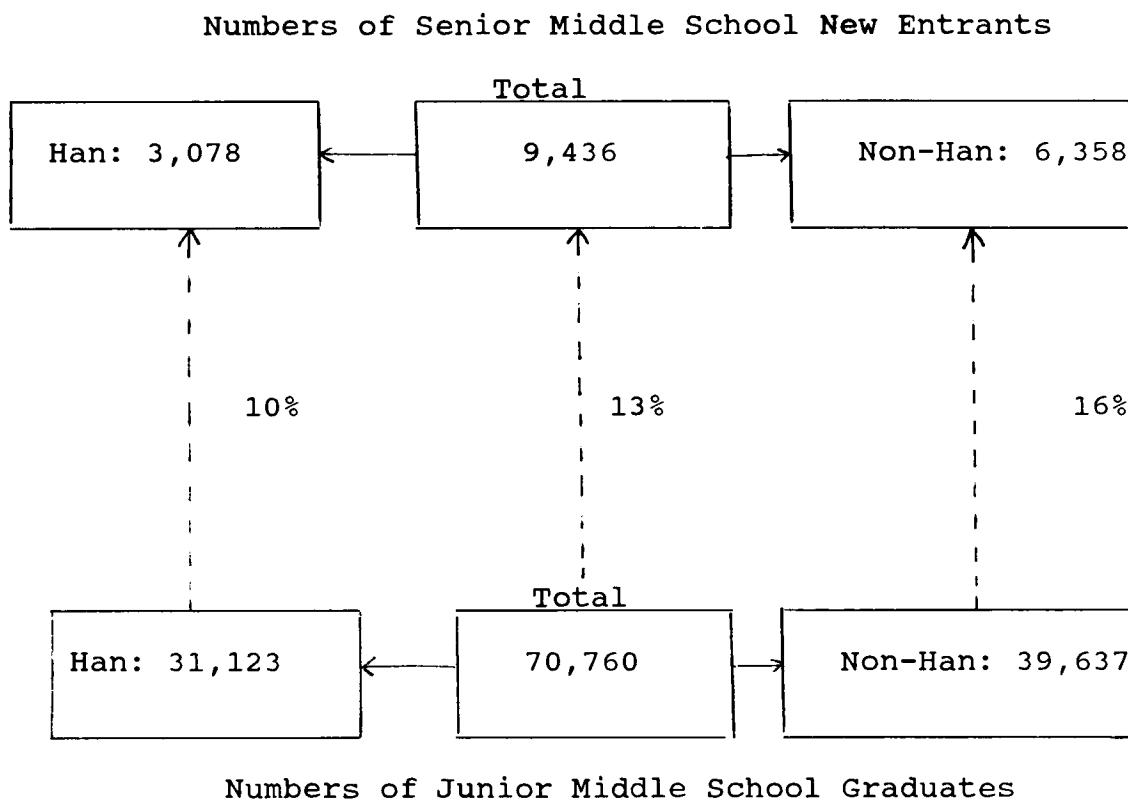 Numbers of Senior Middle School New Entrants
Total
Han: 3,078
9,436
Non-Han: 6,358
10%
13%
16%
Total
Han: 31,123
70,760
Non-Han: 39,637
Numbers of Junior Middle School Graduates